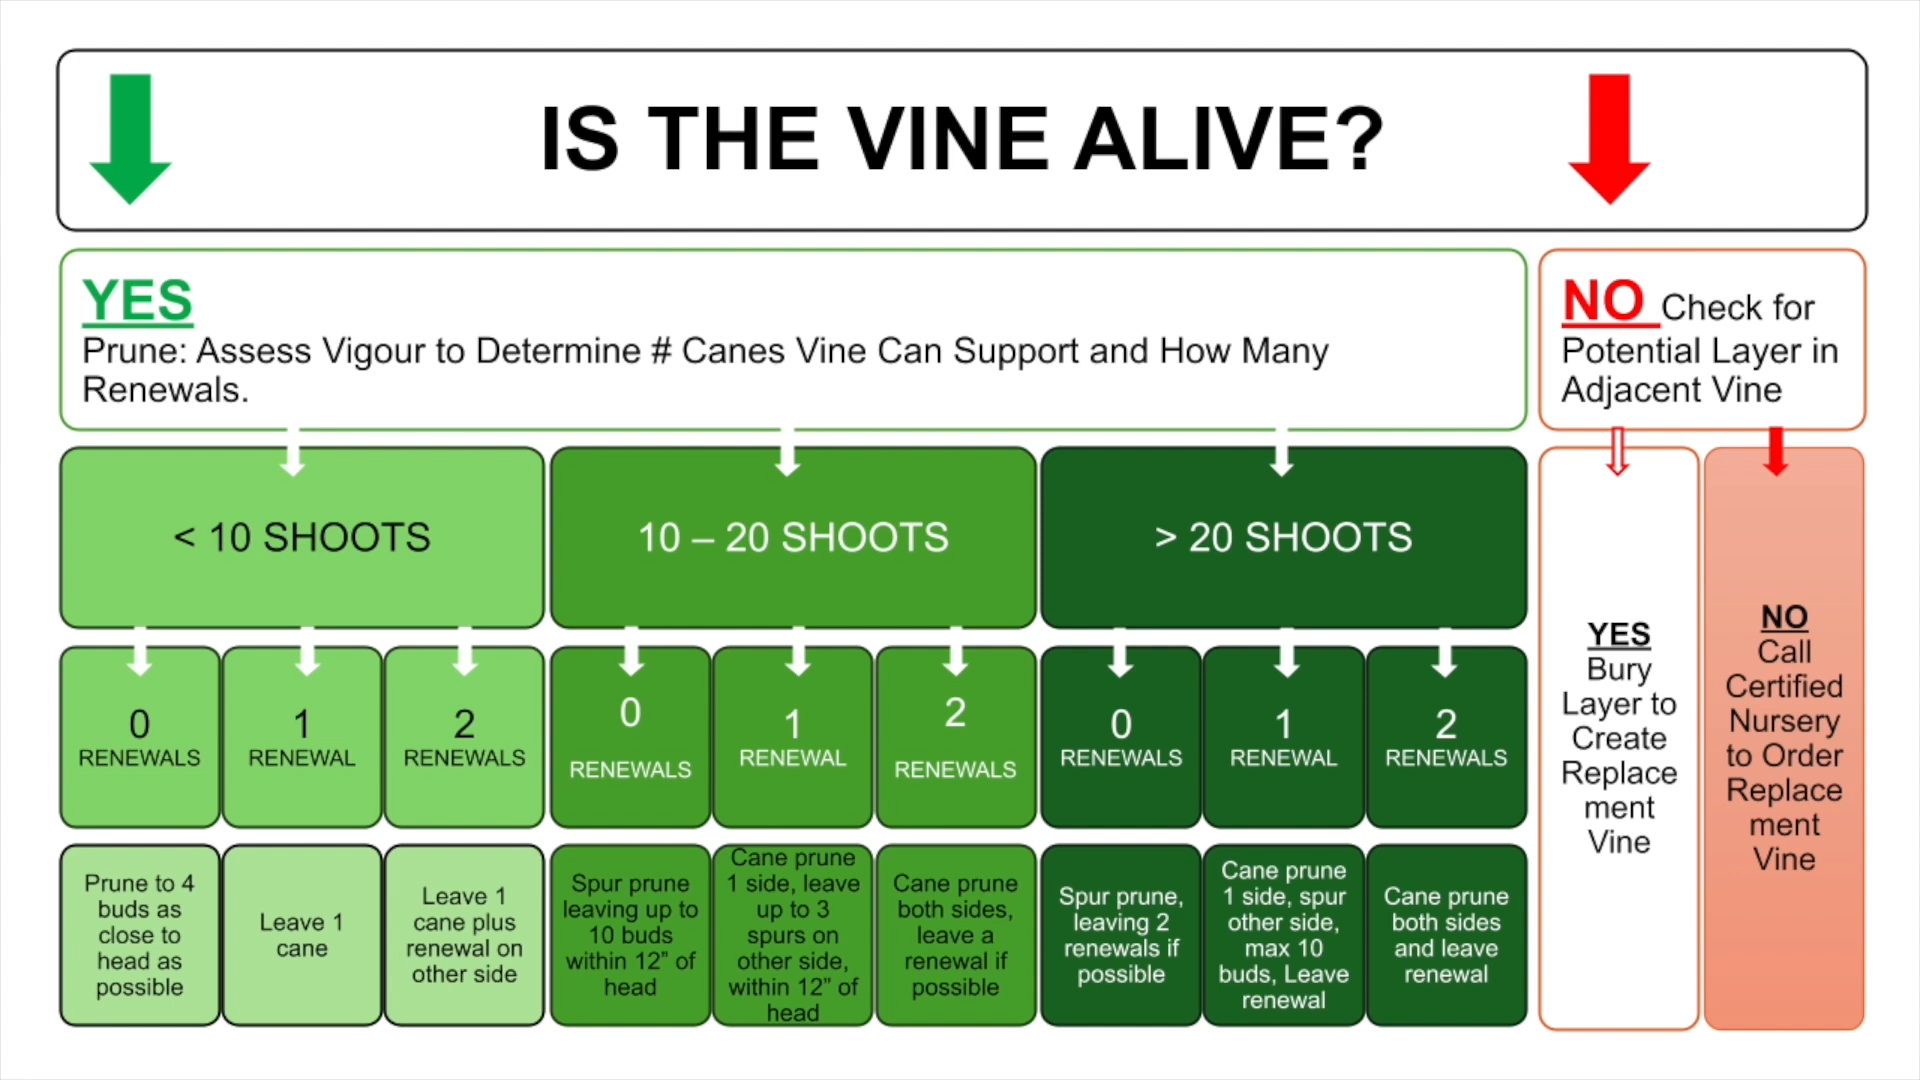 IS THE VINE ALIVE?
YES
Prune: Assess Vigour to Determine # Canes Vine Can Support and How Many
Renewals.
NO Check for
Potential Layer in
Adjacent Vine
< 10 SHOOTS
10 – 20 SHOOTS
> 20 SHOOTS
0
RENEWALS
1
RENEWAL
2
RENEWALS
0
RENEWALS
1
RENEWAL
2
RENEWALS
0
RENEWALS
1
RENEWAL
2
RENEWALS
Prune to 4
buds as
close to
head as
possible
Leave 1
cane
Leave 1
cane plus
renewal on
other side
Spur prune
leaving up to
10 buds
within 12” of
head
Cane prune
1 side, leave
up to 3
spurs on
other side,
within 12” of
head
Cane prune
both sides,
leave a
renewal if
possible
Spur prune,
leaving 2
renewals if
possible
Cane prune
1 side, spur
other side,
max 10
buds, Leave
renewal
Cane prune
both sides
and leave
renewal
YES
Bury
Layer to
Create
Replace
ment
Vine
NO
Call
Certified
Nursery
to Order
Replace
ment
Vine